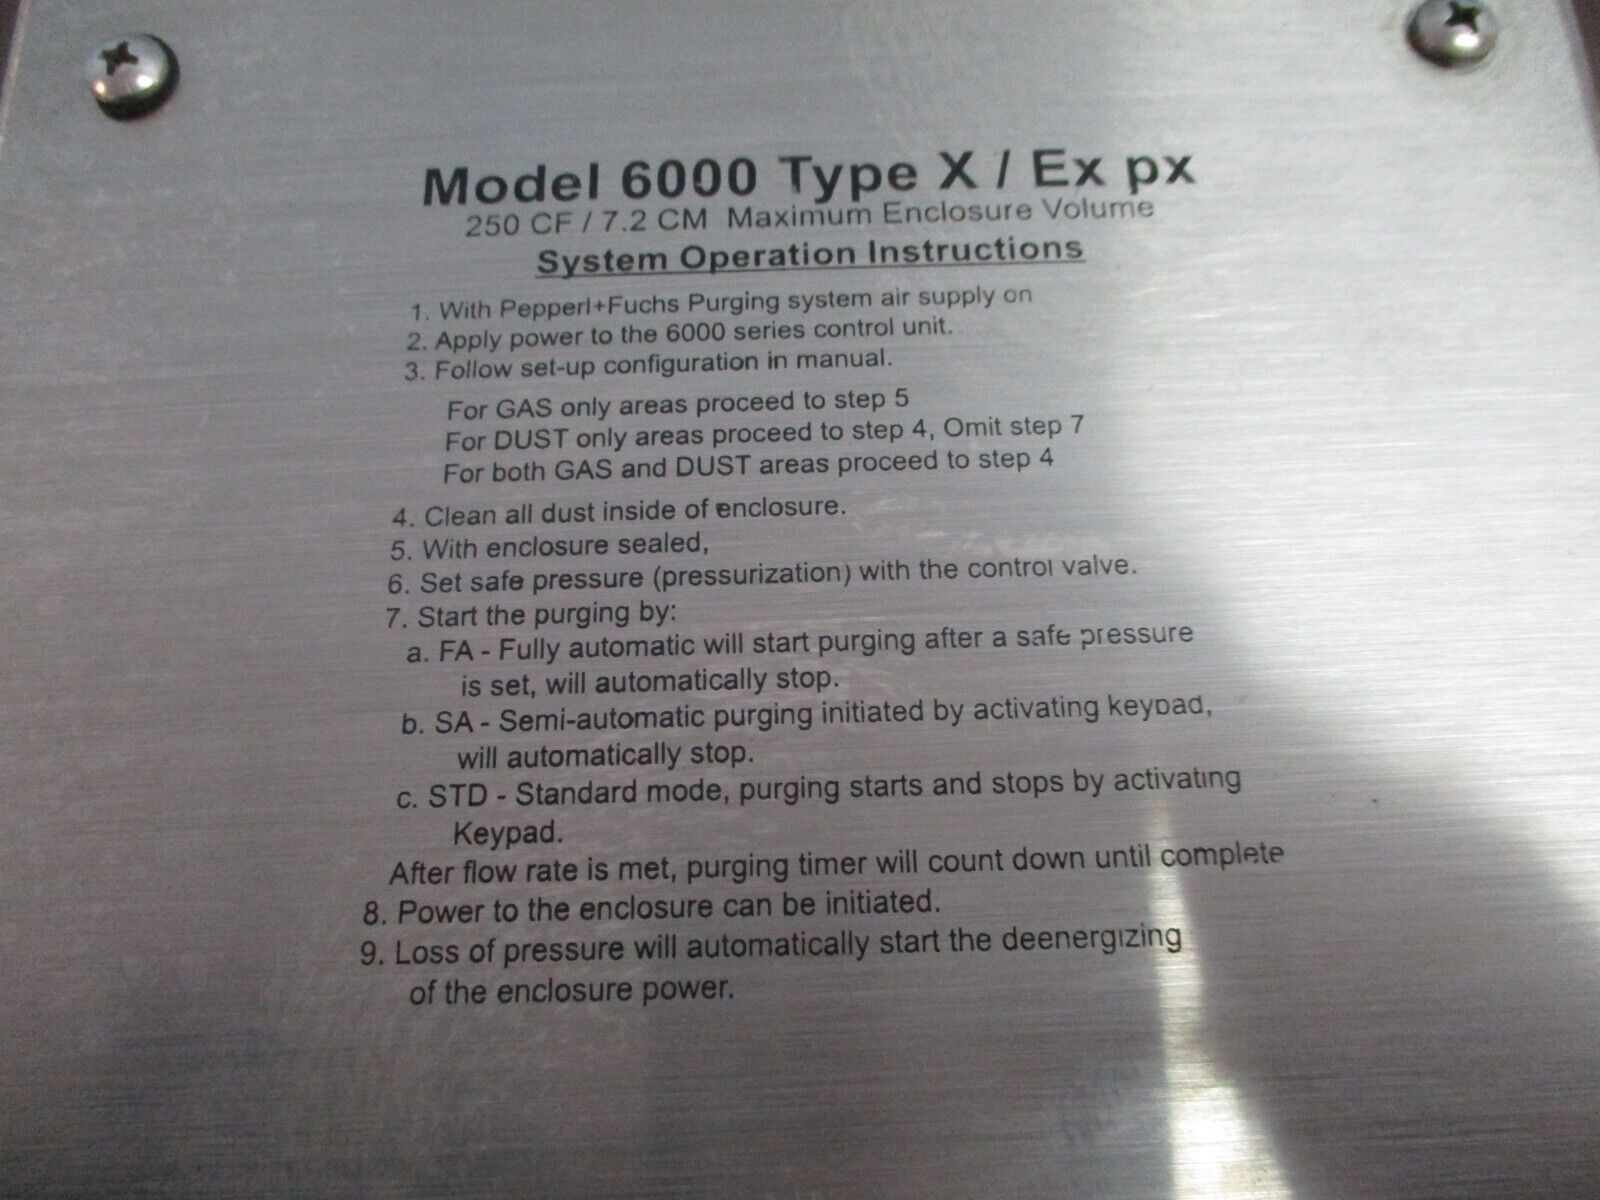 Model 6000 Type X / Ex px
250 CF / 7.2 CM Maximum Enclosure Volume
System Operation Instructions
1. With Pepperl+Fuchs Purging system air supply on
2. Apply power to the 6000 series control unit.
3. Follow set-up configuration in manual.
For GAS only areas proceed to step 5
For DUST only areas proceed to step 4, Omit step 7
For both GAS and DUST areas proceed to step 4
4. Clean all dust inside of enclosure.
5. With enclosure sealed,
6. Set safe pressure (pressurization) with the control valve.
7. Start the purging by:
a. FA - Fully automatic will start purging after a safe pressure
is set, will automatically stop.
b. SA - Semi-automatic purging initiated by activating keypad,
will automatically stop.
c. STD - Standard mode, purging starts and stops by activating
Keypad.
After flow rate is met, purging timer will count down until complete
8. Power to the enclosure can be initiated.
9. Loss of pressure will automatically start the deenergizing
of the enclosure power.